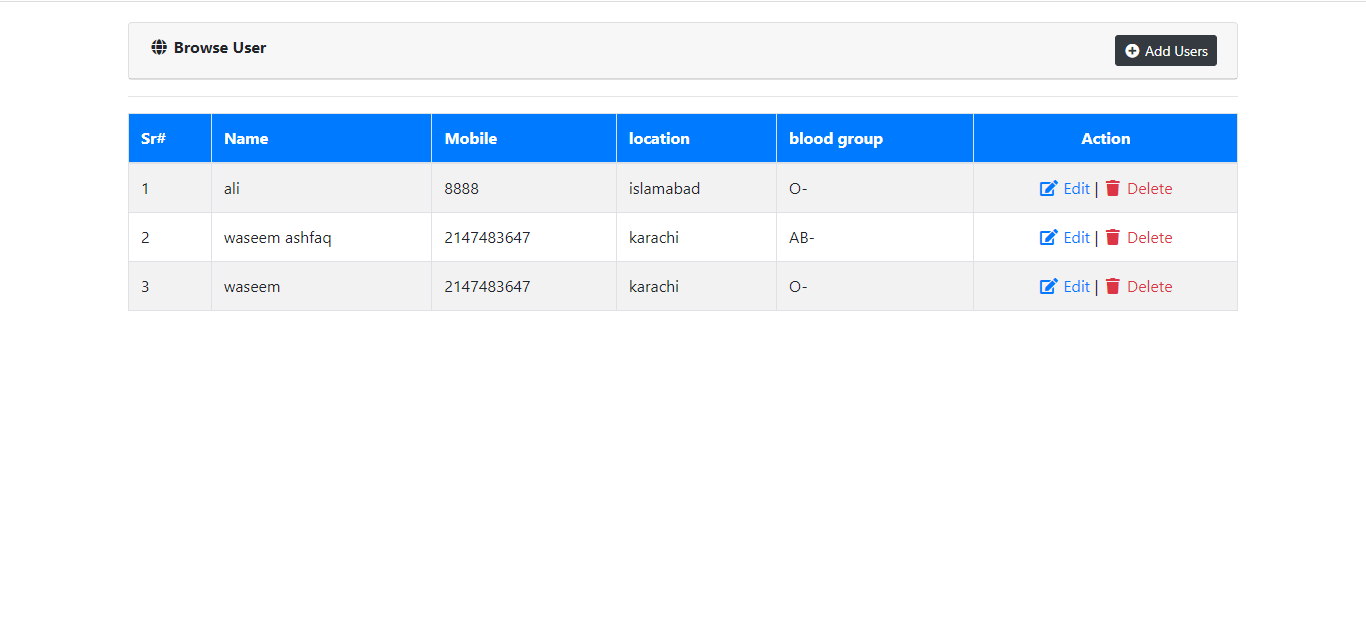 Browse User
Add Users
Sr# Name Mobile location blood group Action
1 ali 8888 islamabad O- Edit | Delete
2 waseem ashfaq 2147483647 karachi AB- Edit | Delete
3 waseem 2147483647 karachi O- Edit | Delete